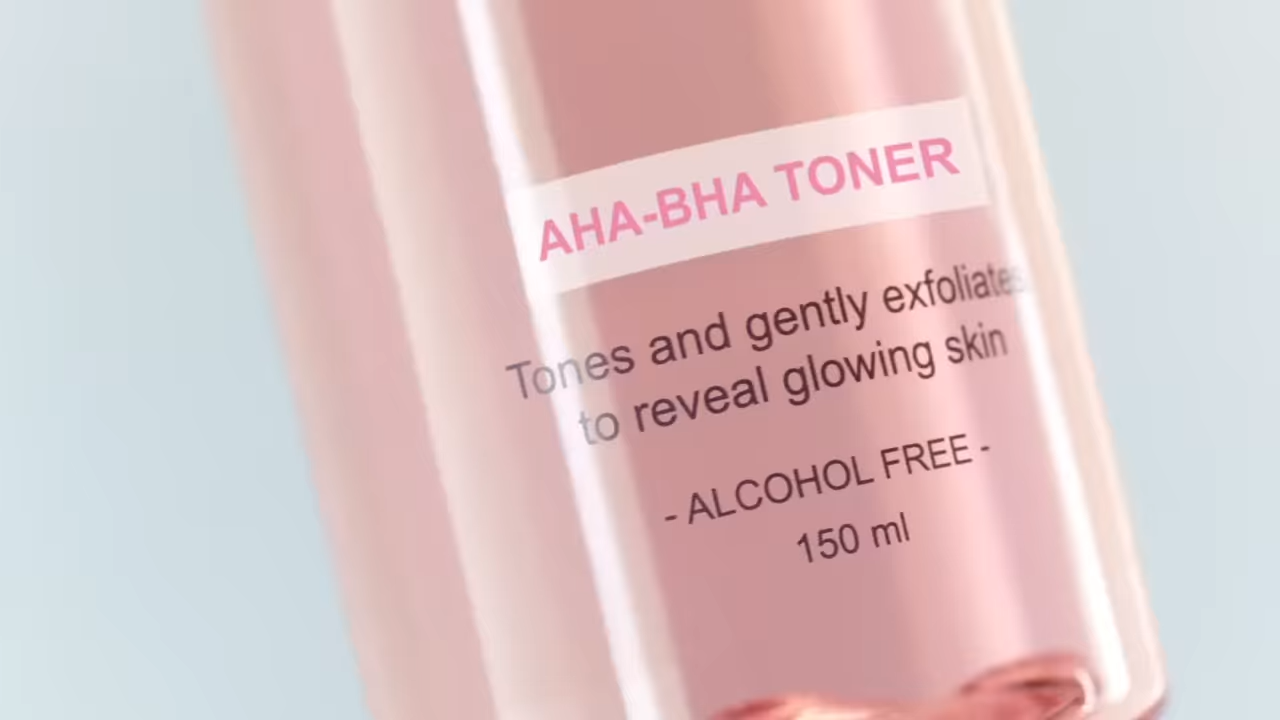 AHA-BHA TONER
Tones and gently exfoliates
to reveal glowing skin
- ALCOHOL FREE -
150 ml